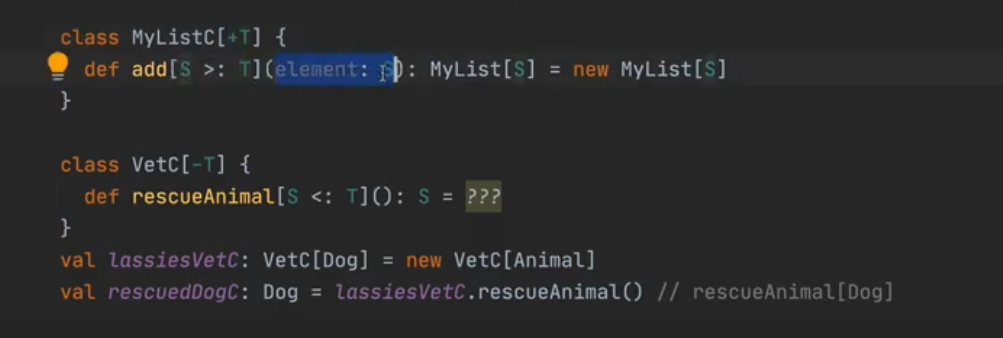 class MyListC[+T] {
  def add[S >: T](element: S): MyList[S] = new MyList[S]
}
class VetC[-T] {
  def rescueAnimal[S <: T](): S = ???
}
val lassiesVetC: VetC[Dog] = new VetC[Animal]
val rescuedDogC: Dog = lassiesVetC.rescueAnimal() // rescueAnimal[Dog]